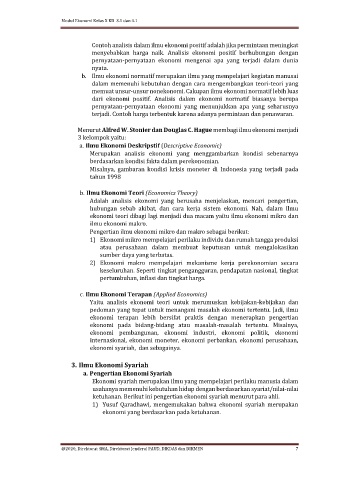 Modul Ekonomi Kelas X KD 3.1 dan 4.1
Contoh analisis dalam ilmu ekonomi positif adalah jika permintaan meningkat
menyebabkan harga naik. Analisis ekonomi positif berhubungan dengan
pernyataan-pernyataan ekonomi mengenai apa yang terjadi dalam dunia
nyata.
b. Ilmu ekonomi normatif merupakan ilmu yang mempelajari kegiatan manusai
dalam memenuhi kebutuhan dengan cara mengembangkan teori-teori yang
memuat unsur-unsur nonekonomi. Cakupan ilmu ekonomi normatif lebih luas
dari ekonomi positif. Analisis dalam ekonomi normatif biasanya berupa
pernyataan-pernyataan ekonomi yang menunjukkan apa yang seharusnya
terjadi. Contoh harga terbentuk karena adanya permintaan dan penawaran.
Menurut Alfred W. Stonier dan Douglas C. Hague membagi ilmu ekonomi menjadi
3 kelompok yaitu:
a. Ilmu Ekonomi Deskripstif (Descriptive Economic)
Merupakan analisis ekonomi yang menggambarkan kondisi sebenarnya
berdasarkan kondisi fakta dalam perekonomian.
Misalnya, gambaran kondisi krisis moneter di Indonesia yang terjadi pada
tahun 1998
b. Ilmu Ekonomi Teori (Economics Theory)
Adalah analisis ekonomi yang berusaha menjelaskan, mencari pengertian,
hubungan sebab akibat, dan cara kerja sistem ekonomi. Nah, dalam Ilmu
ekonomi teori dibagi lagi menjadi dua macam yaitu ilmu ekonomi mikro dan
ilmu ekonomi makro.
Pengertian ilmu ekonomi mikro dan makro sebagai berikut:
1) Ekonomi mikro mempelajari perilaku individu dan rumah tangga produksi
atau perusahaan dalam membuat keputusan untuk mengalokasikan
sumber daya yang terbatas.
2) Ekonomi makro mempelajari mekanisme kerja perekonomian secara
keseluruhan. Seperti tingkat pengangguran, pendapatan nasional, tingkat
pertumbuhan, inflasi dan tingkat harga.
c. Ilmu Ekonomi Terapan (Applied Economics)
Yaitu analisis ekonomi teori untuk merumuskan kebijakan-kebijakan dan
pedoman yang tepat untuk menangani masalah ekonomi tertentu. Jadi, ilmu
ekonomi terapan lebih bersifat praktis dengan menerapkan pengertian
ekonomi pada bidang-bidang atau masalah-masalah tertentu. Misalnya,
ekonomi pembangunan, ekonomi industri, ekonomi politik, ekonomi
internasional, ekonomi moneter, ekonomi perbankan, ekonomi perusahaan,
ekonomi syariah, dan sebagainya.
3. Ilmu Ekonomi Syariah
a. Pengertian Ekonomi Syariah
Ekonomi syariah merupakan ilmu yang mempelajari perilaku manusia dalam
usahanya memenuhi kebutuhan hidup dengan berdasarkan syariat/nilai-nilai
ketuhanan. Berikut ini pengertian ekonomi syariah menurut para ahli.
1) Yusuf Qaradhawi, mengemukakan bahwa ekonomi syariah merupakan
ekonomi yang berdasarkan pada ketuhanan.
@2020, Direktorat SMA, Direktorat Jenderal PAUD, DIKDAS dan DIKMEN 7